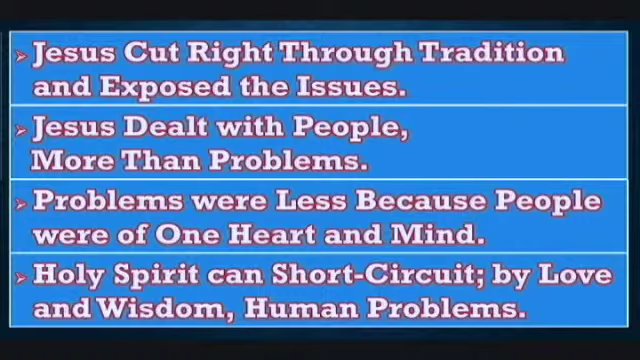 ➢ Jesus Cut Right Through Tradition
and Exposed the Issues.
➢ Jesus Dealt with People,
More Than Problems.
➢ Problems were Less Because People
were of One Heart and Mind.
➢ Holy Spirit can Short-Circuit; by Love
and Wisdom, Human Problems.